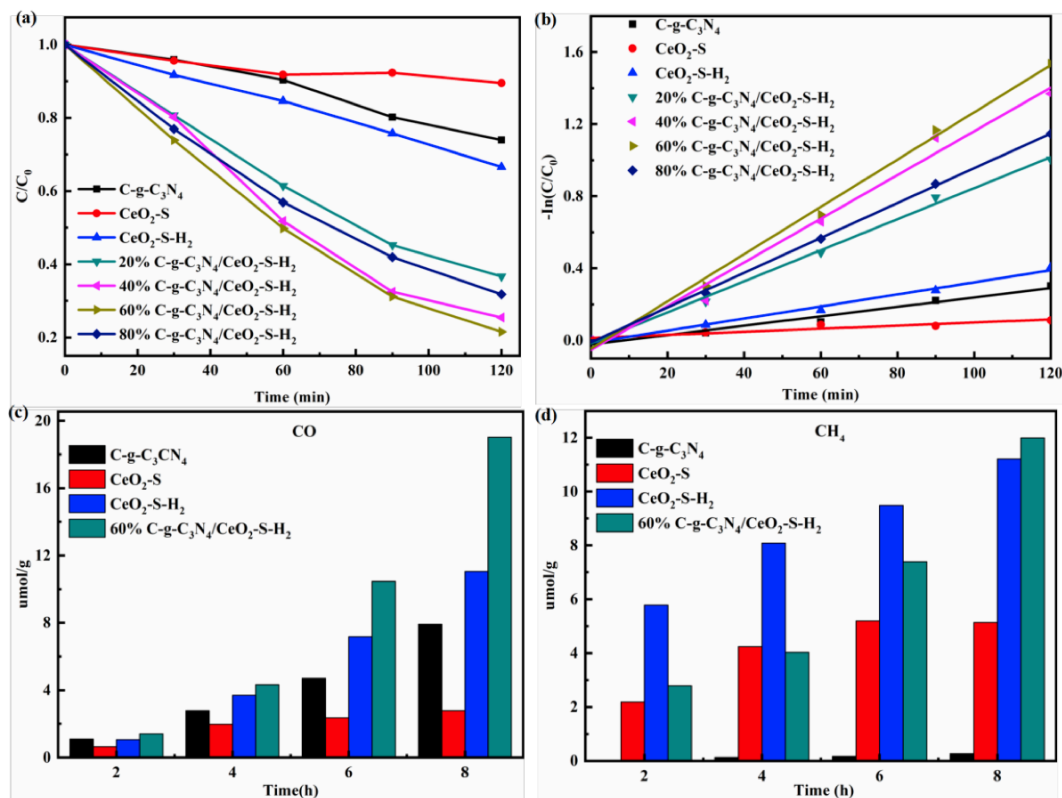 (a)
C/C₀
1.0
0.8
0.6
0.4
0.2
C-g-C₃N₄
CeO₂-S
CeO₂-S-H₂
20% C-g-C₃N₄/CeO₂-S-H₂
40% C-g-C₃N₄/CeO₂-S-H₂
60% C-g-C₃N₄/CeO₂-S-H₂
80% C-g-C₃N₄/CeO₂-S-H₂
0 20 40 60 80 100 120
Time (min)
(b)
-ln(C/C₀)
1.6
1.2
0.8
0.4
0.0
C-g-C₃N₄
CeO₂-S
CeO₂-S-H₂
20% C-g-C₃N₄/CeO₂-S-H₂
40% C-g-C₃N₄/CeO₂-S-H₂
60% C-g-C₃N₄/CeO₂-S-H₂
80% C-g-C₃N₄/CeO₂-S-H₂
0 20 40 60 80 100 120
Time (min)
(c)
CO
umol/g
20
16
12
8
4
0
C-g-C₃CN₄
CeO₂-S
CeO₂-S-H₂
60% C-g-C₃N₄/CeO₂-S-H₂
2 4 6 8
Time(h)
(d)
CH₄
umol/g
12
10
8
6
4
2
0
C-g-C₃N₄
CeO₂-S
CeO₂-S-H₂
60% C-g-C₃N₄/CeO₂-S-H₂
2 4 6 8
Time (h)